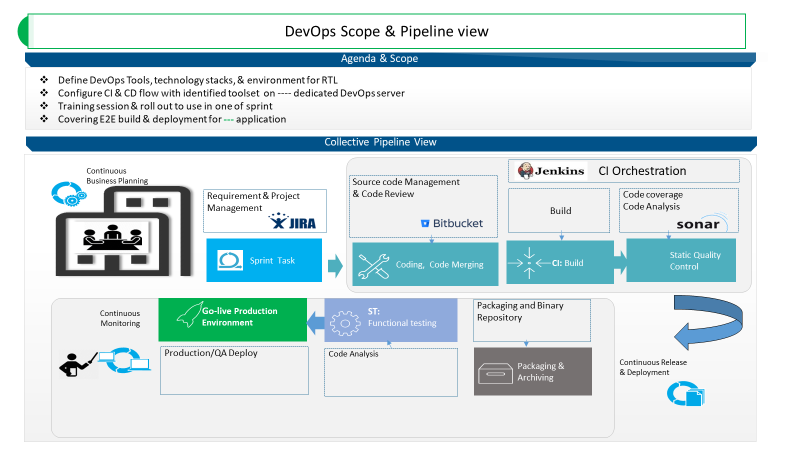 DevOps Scope & Pipeline view
Agenda & Scope
❖ Define DevOps Tools, technology stacks, & environment for RTL
❖ Configure CI & CD flow with identified toolset on ---- dedicated DevOps server
❖ Training session & roll out to use in one of sprint
❖ Covering E2E build & deployment for --- application
Collective Pipeline View
Continuous
Business Planning
Requirement & Project
Management
JIRA
Sprint Task
Source code Management
& Code Review
Bitbucket
Coding, Code Merging
Jenkins
CI Orchestration
Build
CI: Build
Code coverage
Code Analysis
sonar
Static Quality
Control
Continuous
Monitoring
Go-live Production
Environment
Production/QA Deploy
ST:
Functional testing
Code Analysis
Packaging and Binary
Repository
Packaging &
Archiving
Continuous Release
& Deployment